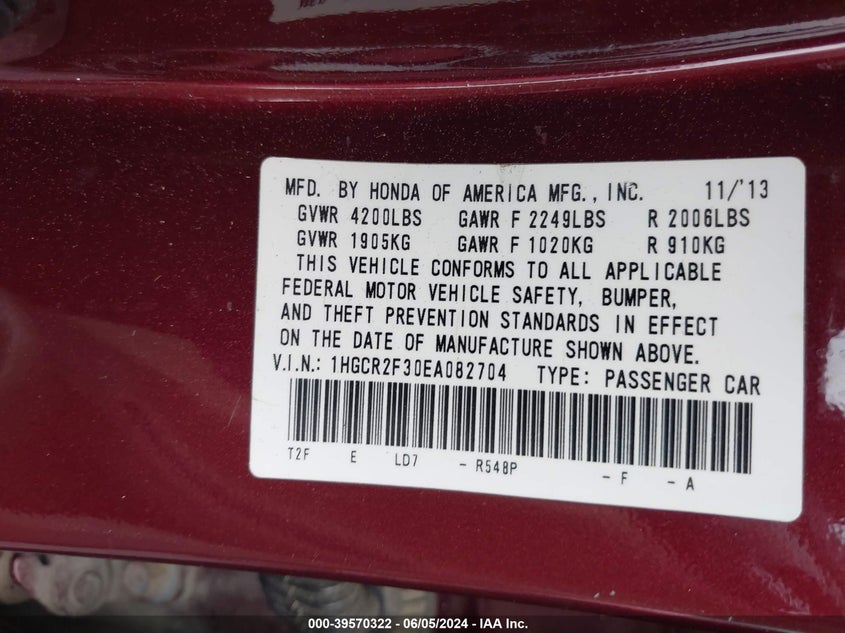 MFD. BY HONDA OF AMERICA MFG., INC. 11/'13
GVWR 4200LBS GAWR F 2249LBS R 2006LBS
GVWR 1905KG GAWR F 1020KG R 910KG
THIS VEHICLE CONFORMS TO ALL APPLICABLE
FEDERAL MOTOR VEHICLE SAFETY, BUMPER,
AND THEFT PREVENTION STANDARDS IN EFFECT
ON THE DATE OF MANUFACTURE SHOWN ABOVE.
V.I.N.: 1HGCR2F30EA082704 TYPE: PASSENGER CAR
T2F E LD7 - R548P - F - A
000-39570322 - 06/05/2024 - IAA Inc.